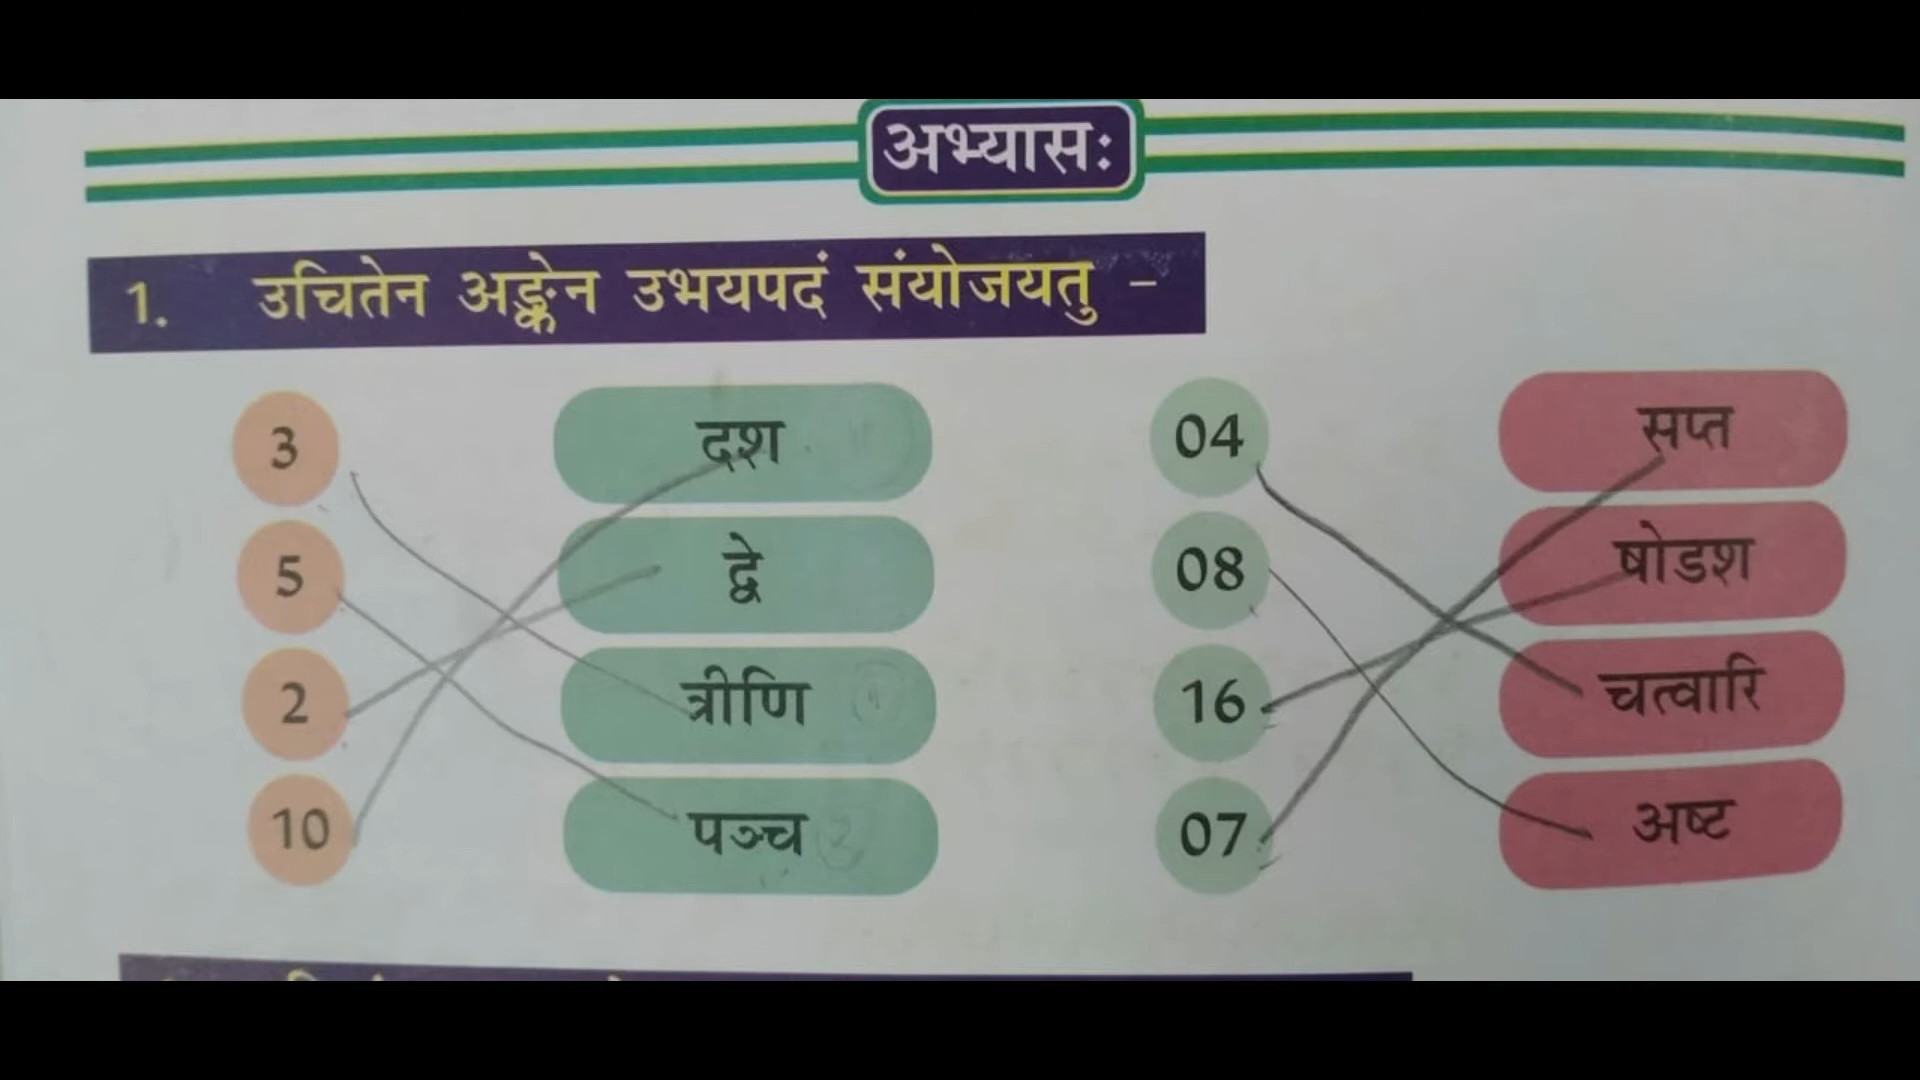 अभ्यासः
1. उचितेन अङ्केन उभयपदं संयोजयतु -
3 दश 04 सप्त
5 द्वे 08 षोडश
2 त्रीणि 16 चत्वारि
10 पञ्च 07 अष्ट